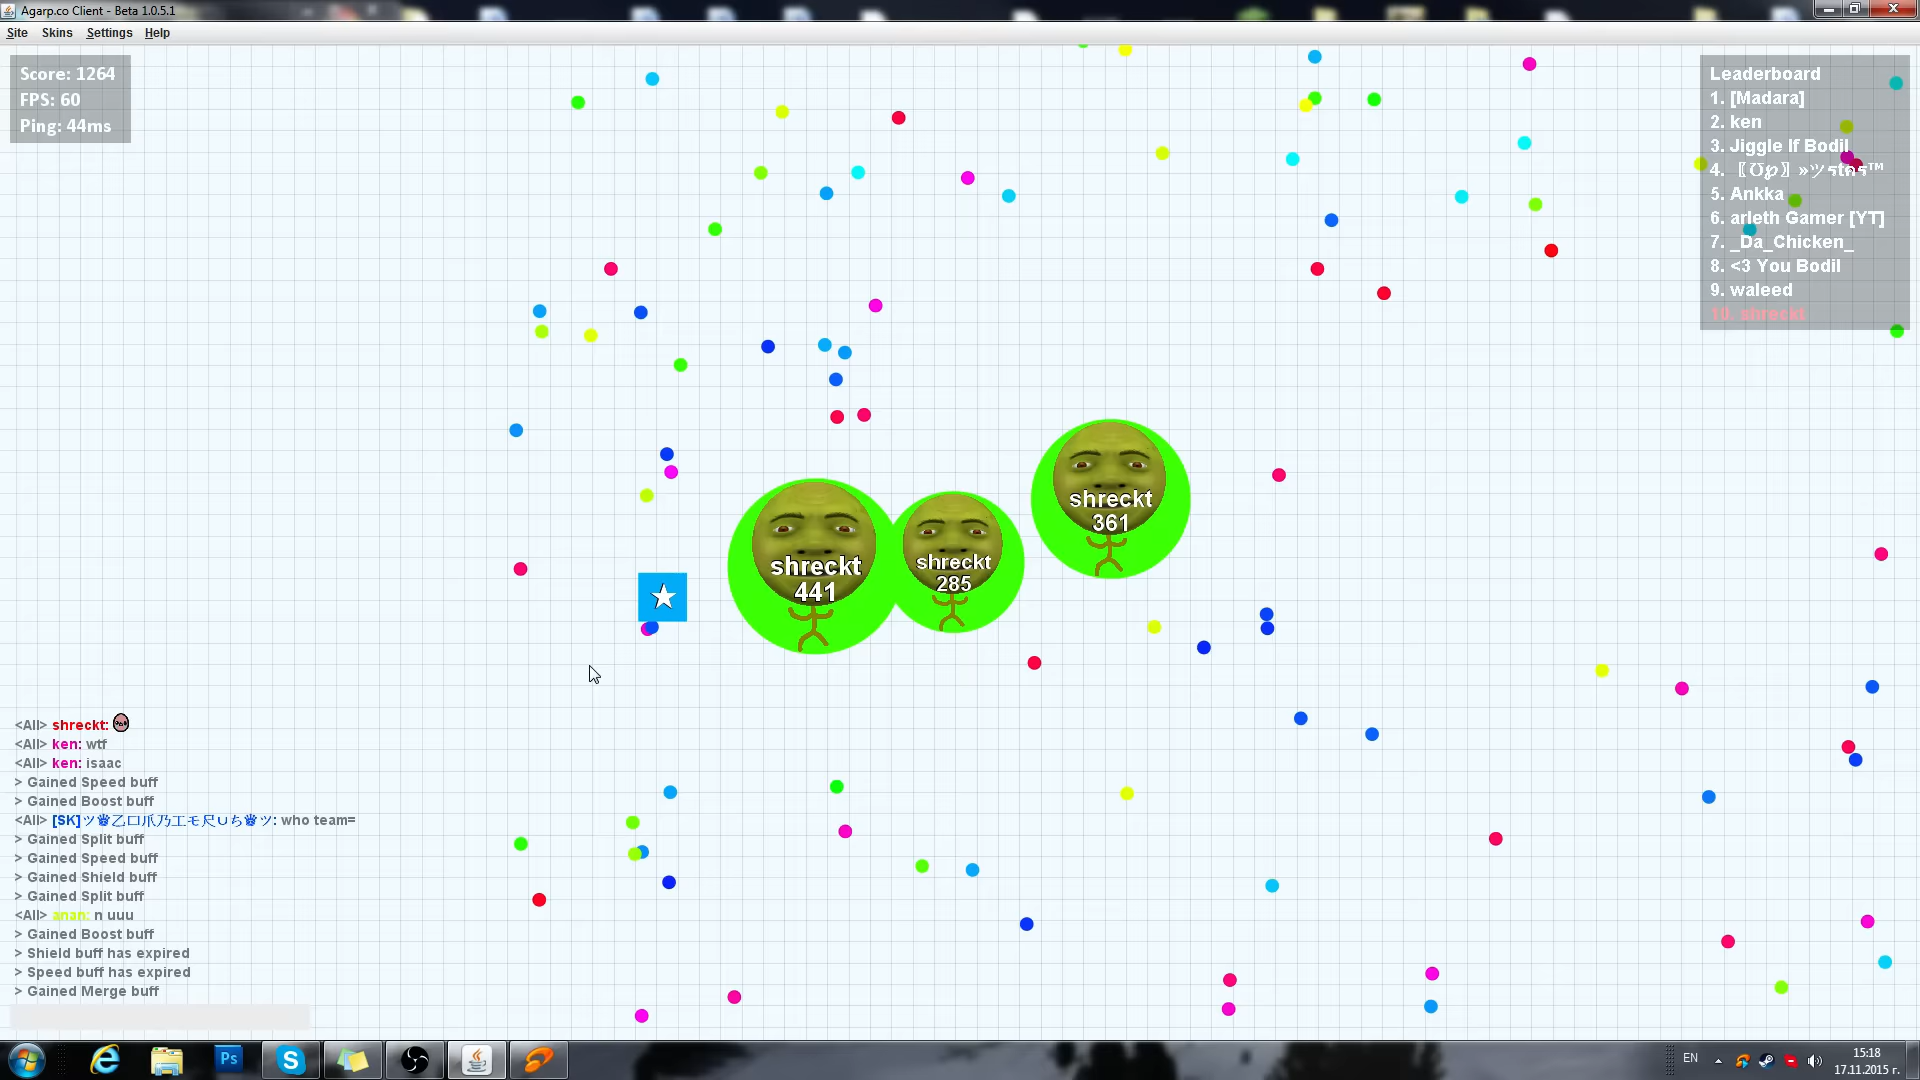 Agarp.co Client - Beta 1.0.5.1
Site Skins Settings Help
Score: 1264
FPS: 60
Ping: 44ms
Leaderboard
1. [Madara]
2. ken
3. Jiggle If Bodil
4.
5. Ankka
6. arleth Gamer [YT]
7. _Da_Chicken_
8. <3 You Bodil
9. waleed
10. shreckt
shreckt
361
shreckt
441
shreckt
285
<All> shreckt:
<All> ken: wtf
<All> ken: isaac
> Gained Speed buff
> Gained Boost buff
<All> [SK]ツ♛乙口爪乃工モ尺∪ち♛ツ: who team=
> Gained Split buff
> Gained Speed buff
> Gained Shield buff
> Gained Split buff
<All> anan: n uuu
> Gained Boost buff
> Shield buff has expired
> Speed buff has expired
> Gained Merge buff
Ps
EN
15:18
17.11.2015 г.